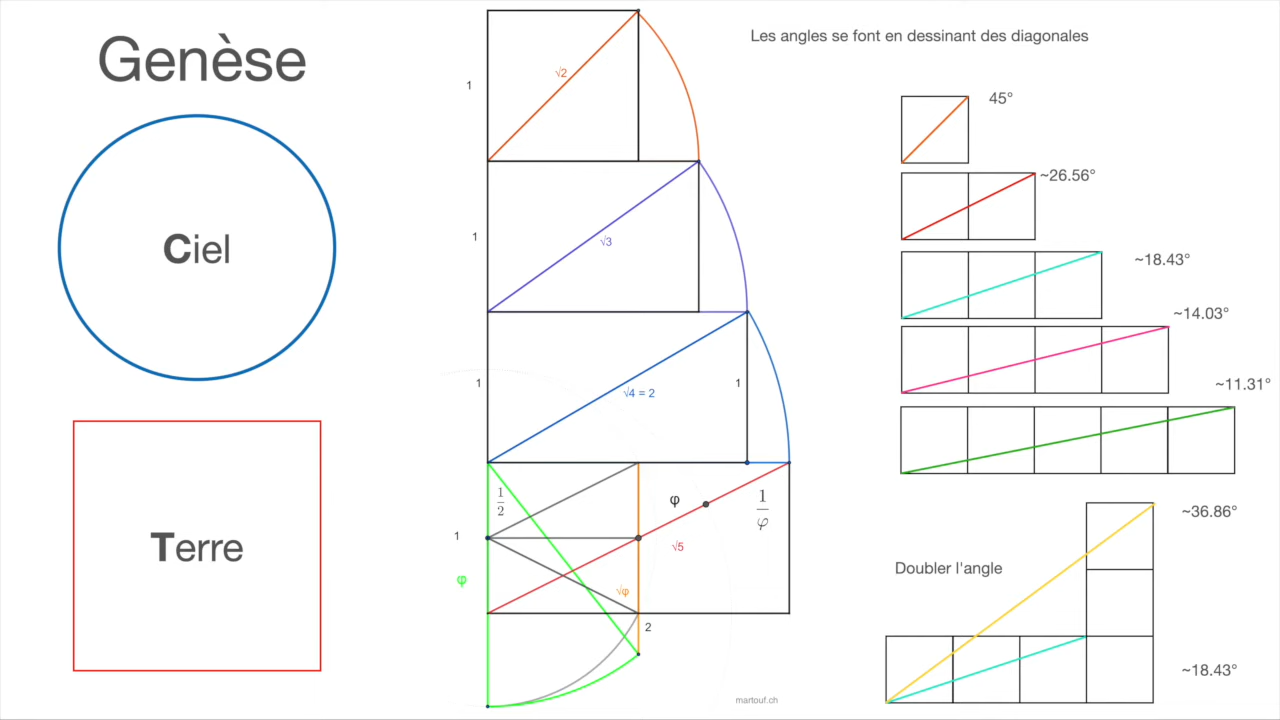 Genèse
Ciel
Terre
1
√2
1
√3
1
√4 = 2
1
1/2
1
φ
φ
1/φ
√5
√φ
2
martouf.ch
Les angles se font en dessinant des diagonales
45°
~26.56°
~18.43°
~14.03°
~11.31°
~36.86°
Doubler l'angle
~18.43°